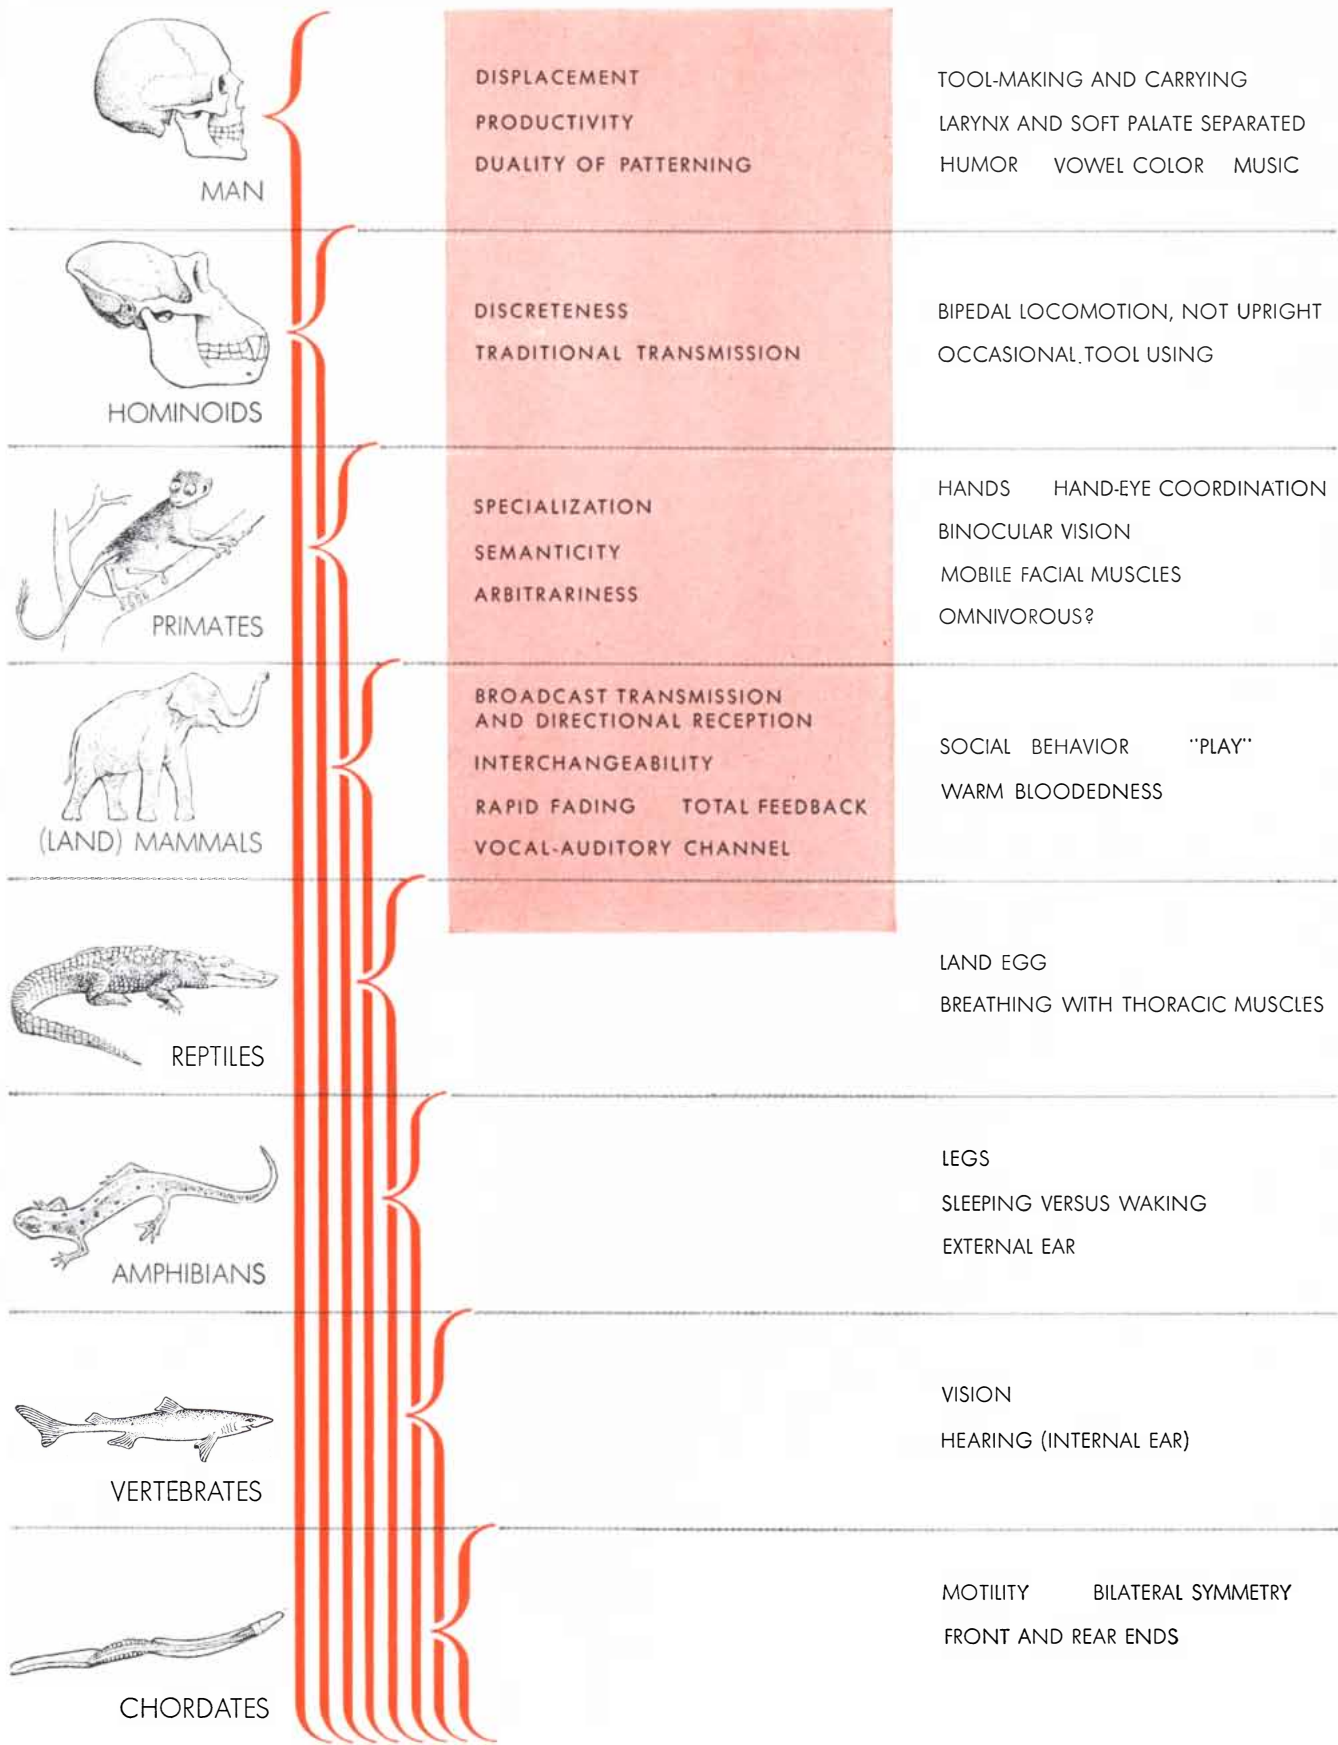 DISPLACEMENT
PRODUCTIVITY
DUALITY OF PATTERNING
TOOL-MAKING AND CARRYING
LARYNX AND SOFT PALATE SEPARATED
HUMOR VOWEL COLOR MUSIC
MAN
DISCRETENESS
TRADITIONAL TRANSMISSION
BIPEDAL LOCOMOTION, NOT UPRIGHT
OCCASIONAL.TOOL USING
HOMINOIDS
SPECIALIZATION
SEMANTICITY
ARBITRARINESS
HANDS HAND-EYE COORDINATION
BINOCULAR VISION
MOBILE FACIAL MUSCLES
OMNIVOROUS?
PRIMATES
BROADCAST TRANSMISSION
AND DIRECTIONAL RECEPTION
INTERCHANGEABILITY
RAPID FADING TOTAL FEEDBACK
VOCAL-AUDITORY CHANNEL
SOCIAL BEHAVIOR "PLAY"
WARM BLOODEDNESS
(LAND) MAMMALS
LAND EGG
BREATHING WITH THORACIC MUSCLES
REPTILES
LEGS
SLEEPING VERSUS WAKING
EXTERNAL EAR
AMPHIBIANS
VISION
HEARING (INTERNAL EAR)
VERTEBRATES
MOTILITY BILATERAL SYMMETRY
FRONT AND REAR ENDS
CHORDATES